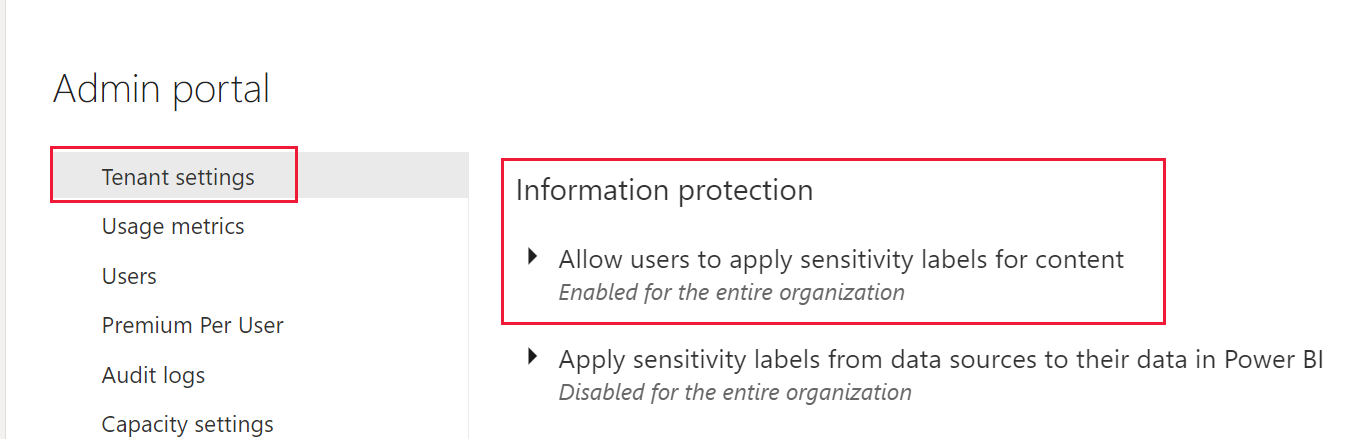 Admin portal
Tenant settings
Usage metrics
Users
Premium Per User
Audit logs
Capacity settings
Information protection
Allow users to apply sensitivity labels for content
Enabled for the entire organization
Apply sensitivity labels from data sources to their data in Power BI
Disabled for the entire organization